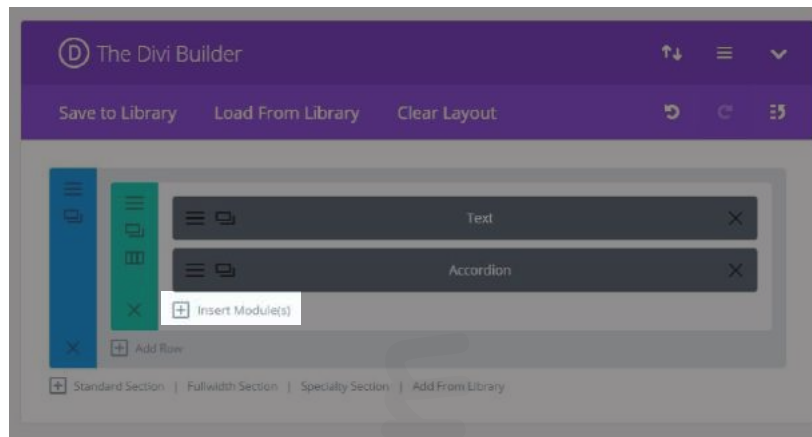 D The Divi Builder
Save to Library Load From Library Clear Layout
Text
Accordion
Insert Module(s)
Add Row
Standard Section | Fullwidth Section | Specialty Section | Add From Library